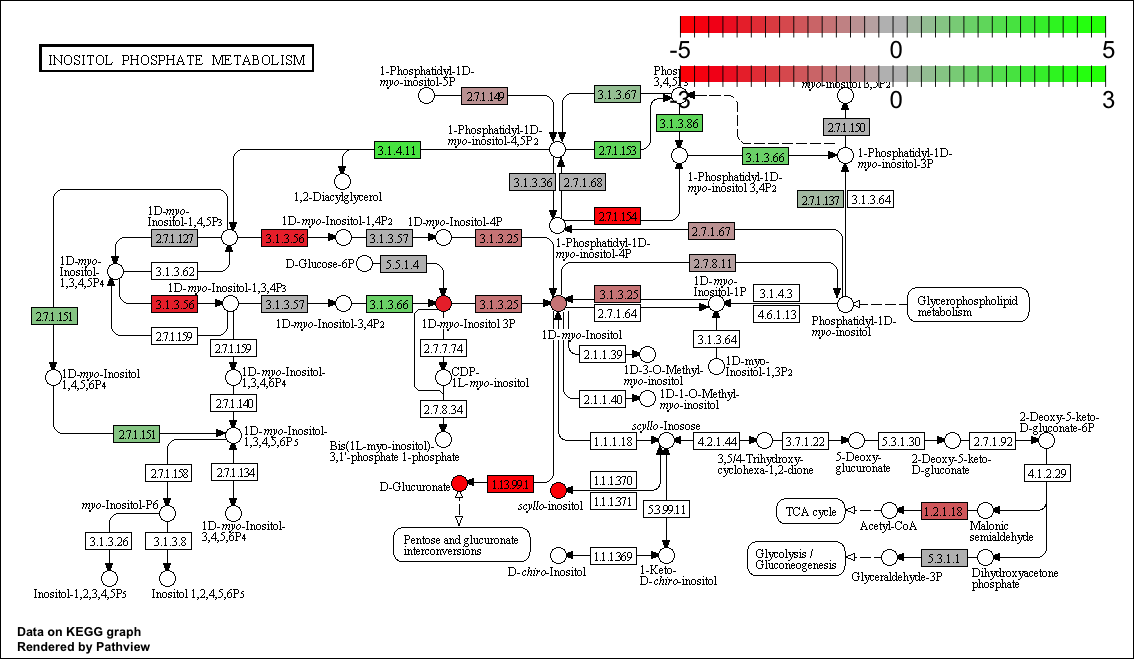 INOSITOL PHOSPHATE METABOLISM
-5 0 5
-3 0 3
1-Phosphatidyl-1D-
myo-inositol-5P
2.7.1.149
3.1.3.67
3,4,5P3
myo-inositol 3,5P2
3.1.3.86
2.7.1.150
1-Phosphatidyl-1D-
myo-inositol-4,5P2
3.1.4.11
2.7.1.153
3.1.3.66
1-Phosphatidyl-1D-
myo-inositol-3P
1,2-Diacylglycerol
3.1.3.36
2.7.1.68
1-Phosphatidyl-1D-
myo-inositol 3,4P2
2.7.1.137
3.1.3.64
2.7.1.154
2.7.1.67
1D-myo-
Inositol-1,4,5P3
1D-myo-Inositol-1,4P2
1D-myo-Inositol-4P
2.7.1.127
3.1.3.56
3.1.3.57
3.1.3.25
1-Phosphatidyl-1D-
myo-inositol-4P
1D-myo-
Inositol-
1,3,4,5P4
3.1.3.62
D-Glucose-6P
5.5.1.4
2.7.8.11
1D-myo-Inositol-1,3,4P3
1D-myo-
Inositol-1P
3.1.3.56
3.1.3.57
3.1.3.66
3.1.3.25
3.1.3.25
2.7.1.64
3.1.4.3
4.6.1.13
Glycerophospholipid
metabolism
2.7.1.151
1D-myo-Inositol-3,4P2
1D-myo-Inositol 3P
1D-myo-Inositol
Phosphatidyl-1D-
myo-inositol
2.7.1.159
2.7.1.159
2.7.7.74
2.1.1.39
3.1.3.64
1D-myo-
Inositol-1,3P2
1D-myo-Inositol
1,4,5,6P4
1D-myo-Inositol-
1,3,4,6P4
CDP-
1L-myo-inositol
1D-3-O-Methyl-
myo-inositol
2.7.1.140
2.7.8.34
2.1.1.40
1D-1-O-Methyl-
myo-inositol
2.7.1.151
1D-myo-Inositol-
1,3,4,5,6P5
Bis(1L-myo-inositol)-
3,1'-phosphate 1-phosphate
scyllo-Inosose
1.1.1.18
4.2.1.44
3.7.1.22
5.3.1.30
2.7.1.92
2-Deoxy-5-keto-
D-gluconate-6P
3,5/4-Trihydroxy-
cyclohexa-1,2-dione
5-Deoxy-
glucuronate
2-Deoxy-5-keto-
D-gluconate
2.7.1.158
2.7.1.134
4.1.2.29
D-Glucuronate
1.13.99.1
1.1.1.370
1.1.1.371
scyllo-inositol
myo-Inositol-P6
1D-myo-Inositol-
3,4,5,6P4
5.3.99.11
TCA cycle
1.2.1.18
Acetyl-CoA
Malonic
semialdehyde
3.1.3.26
3.1.3.8
Pentose and glucuronate
interconversions
1.1.1.369
D-chiro-Inositol
1-Keto-
D-chiro-inositol
Glycolysis /
Gluconeogenesis
5.3.1.1
Glyceraldehyde-3P
Dihydroxyacetone
phosphate
Inositol-1,2,3,4,5P5
Inositol 1,2,4,5,6P5
Data on KEGG graph
Rendered by Pathview